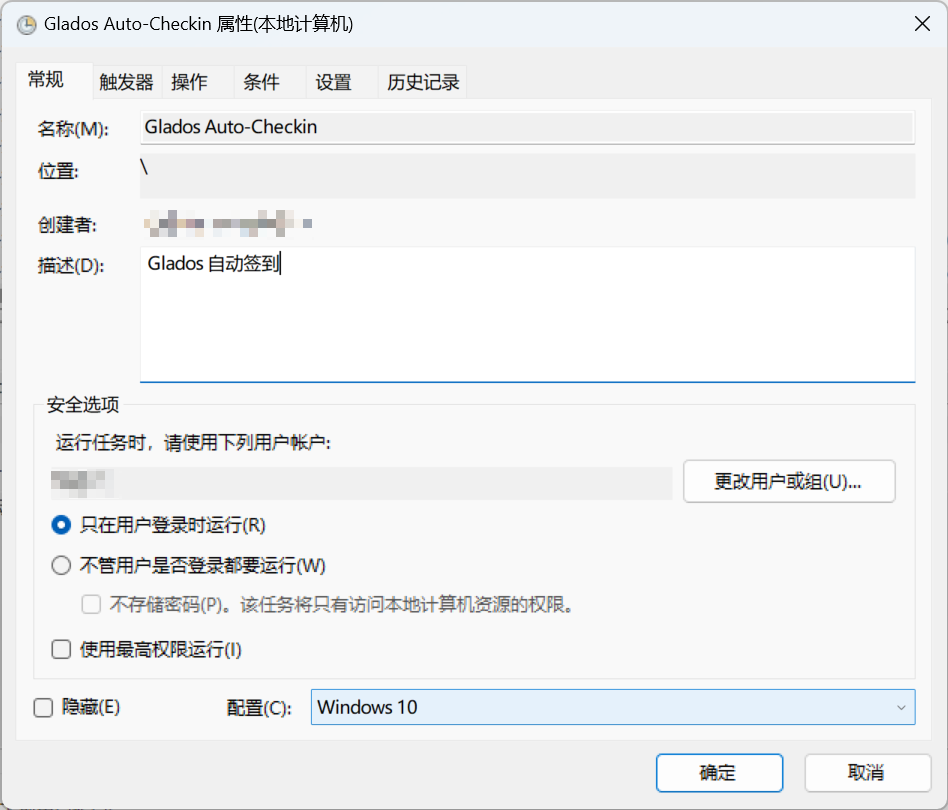 Glados Auto-Checkin 属性(本地计算机)
常规 触发器 操作 条件 设置 历史记录
名称(M): Glados Auto-Checkin
位置: \
创建者:
描述(D): Glados 自动签到
安全选项
运行任务时，请使用下列用户帐户:
更改用户或组(U)...
只在用户登录时运行(R)
不管用户是否登录都要运行(W)
不存储密码(P)。该任务将只有访问本地计算机资源的权限。
使用最高权限运行(I)
隐藏(E) 配置(C): Windows 10
确定 取消